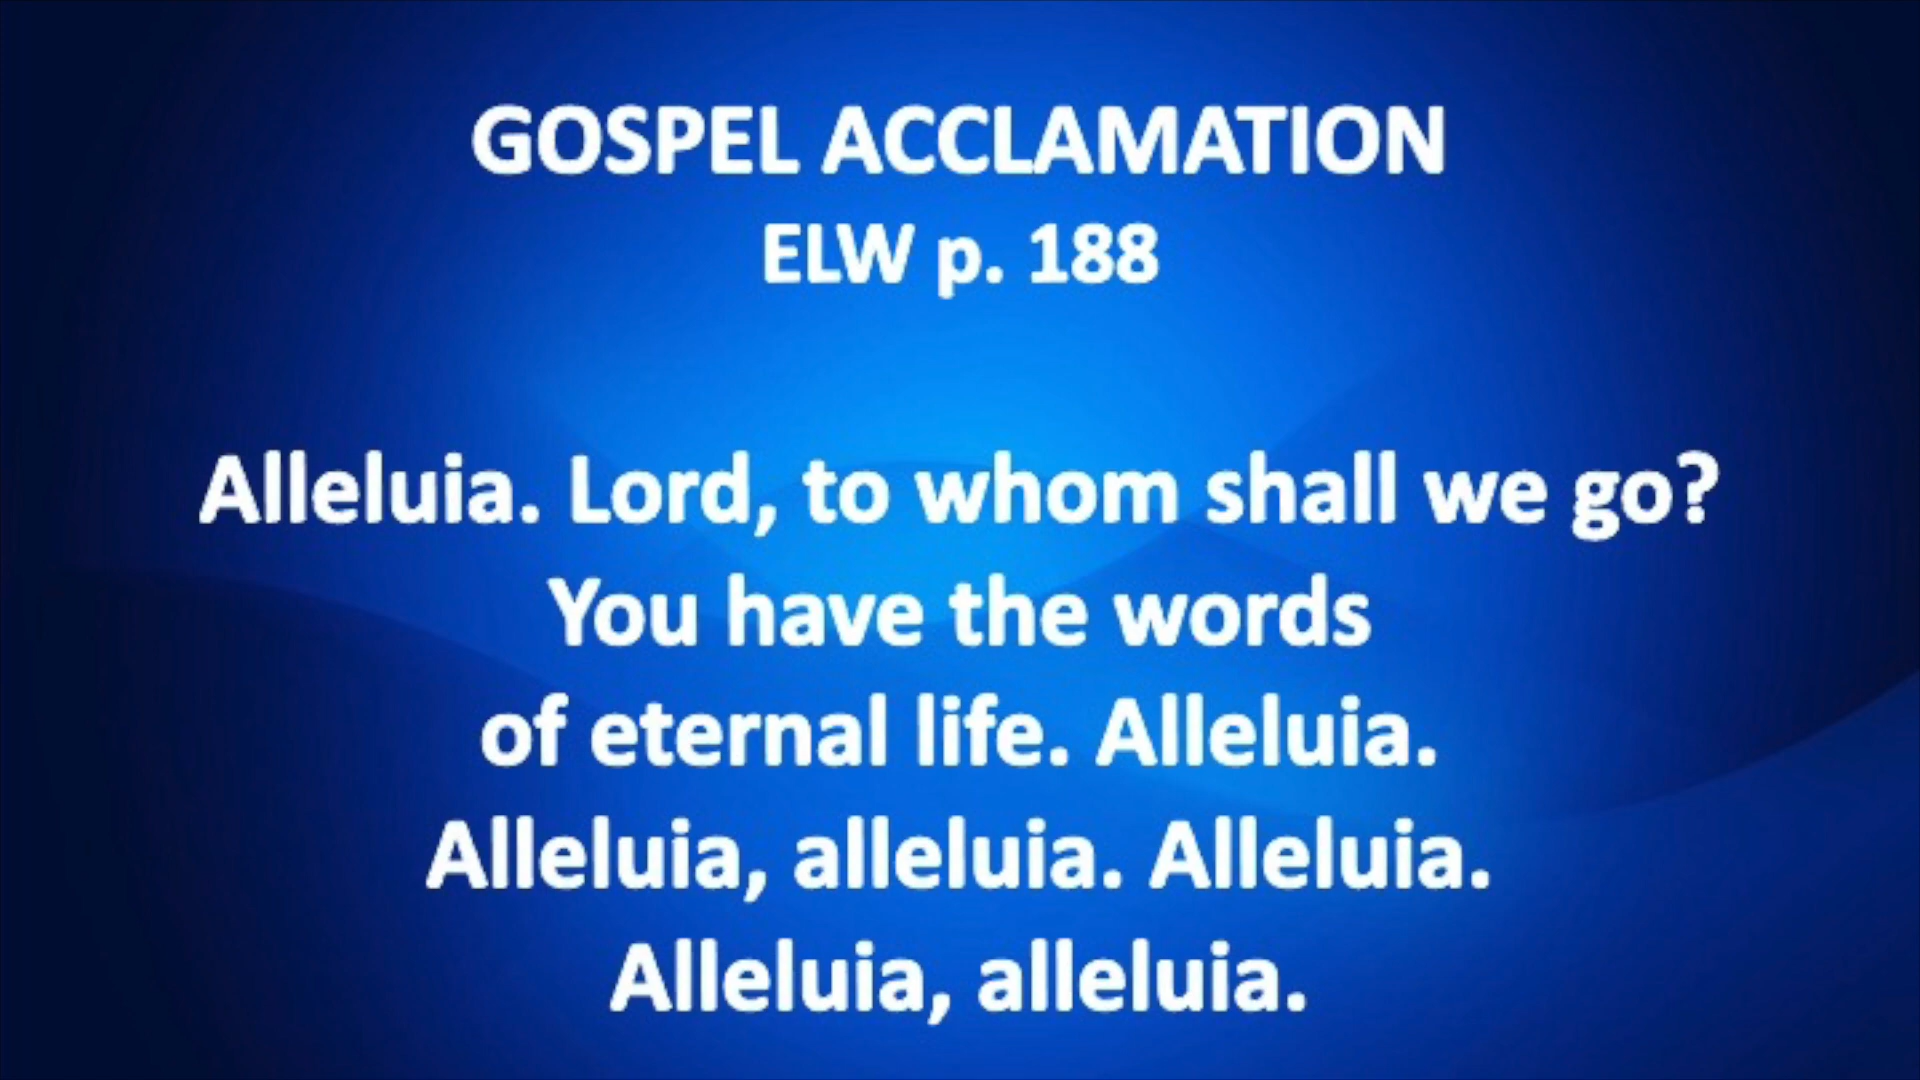 GOSPEL ACCLAMATION
ELW p. 188
Alleluia. Lord, to whom shall we go?
You have the words
of eternal life. Alleluia.
Alleluia, alleluia. Alleluia.
Alleluia, alleluia.